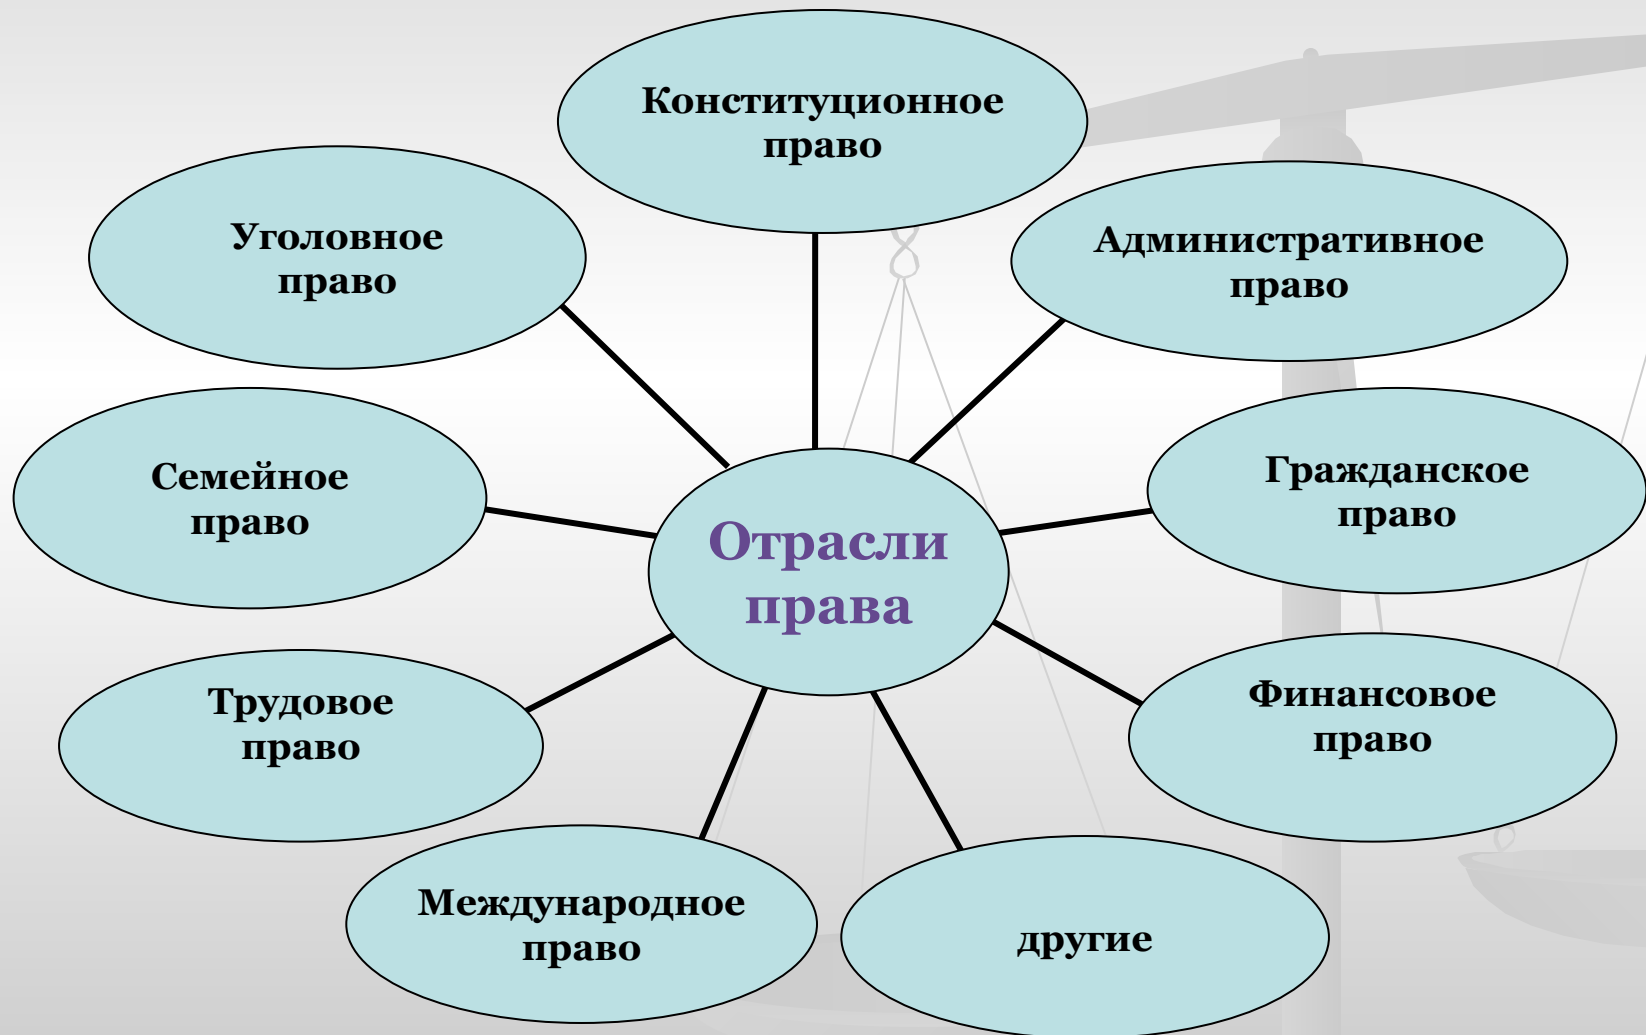 Конституционное
право
Уголовное
право
Административное
право
Семейное
право
Гражданское
право
Отрасли
права
Трудовое
право
Финансовое
право
Международное
право
другие